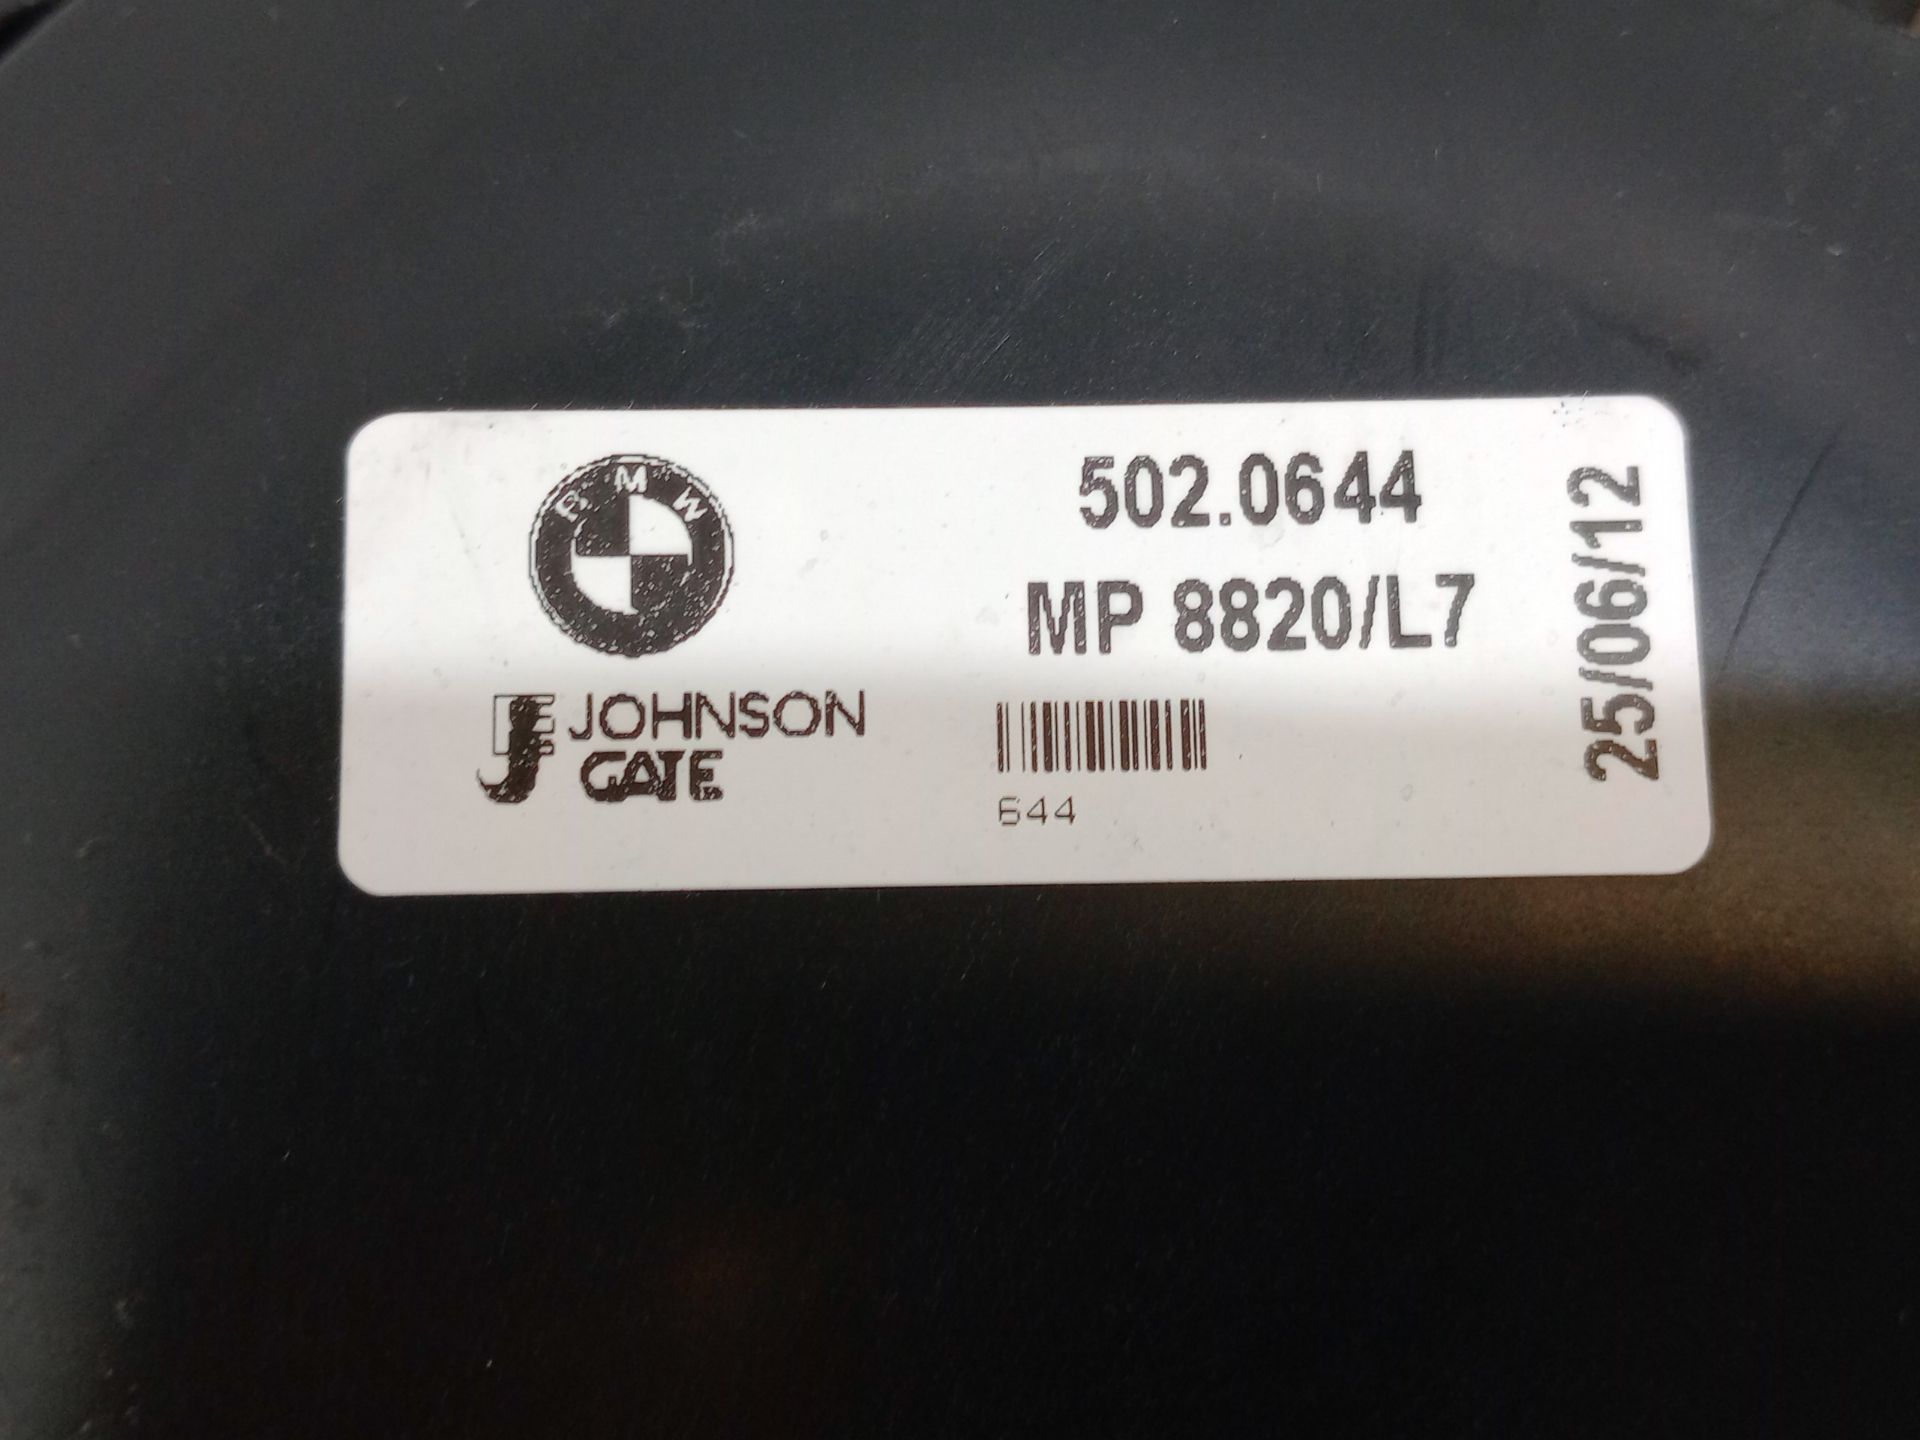 BMW
502.0644
MP 8820/L7
25/06/12
JOHNSON
GATE
644